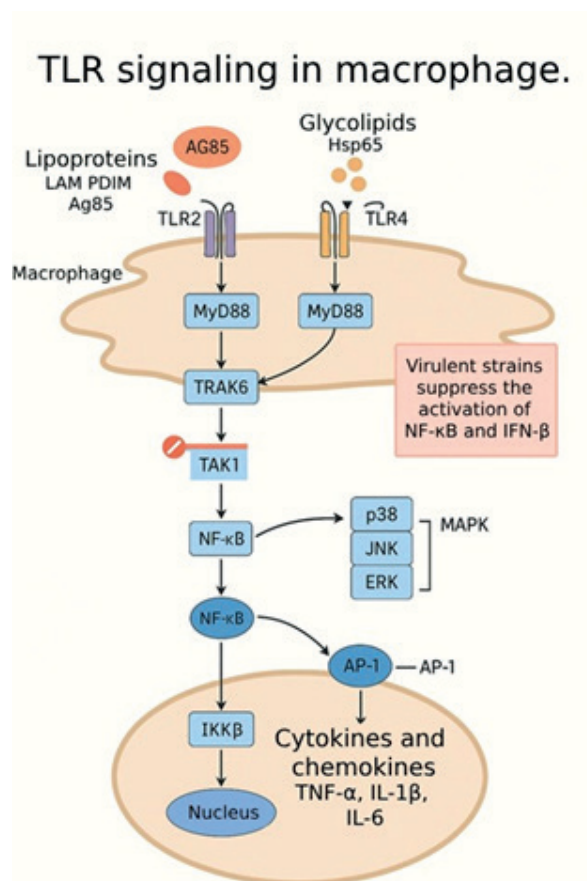 TLR signaling in macrophage.
AG85
Lipoproteins
LAM PDIM
Ag85
Glycolipids
Hsp65
TLR2
TLR4
Macrophage
MyD88
MyD88
TRAK6
Virulent strains
suppress the
activation of
NF-κB and IFN-β
TAK1
NF-κB
p38
JNK
ERK
MAPK
NF-κB
AP-1
AP-1
IKKβ
Cytokines and
chemokines
TNF-α, IL-1β,
IL-6
Nucleus